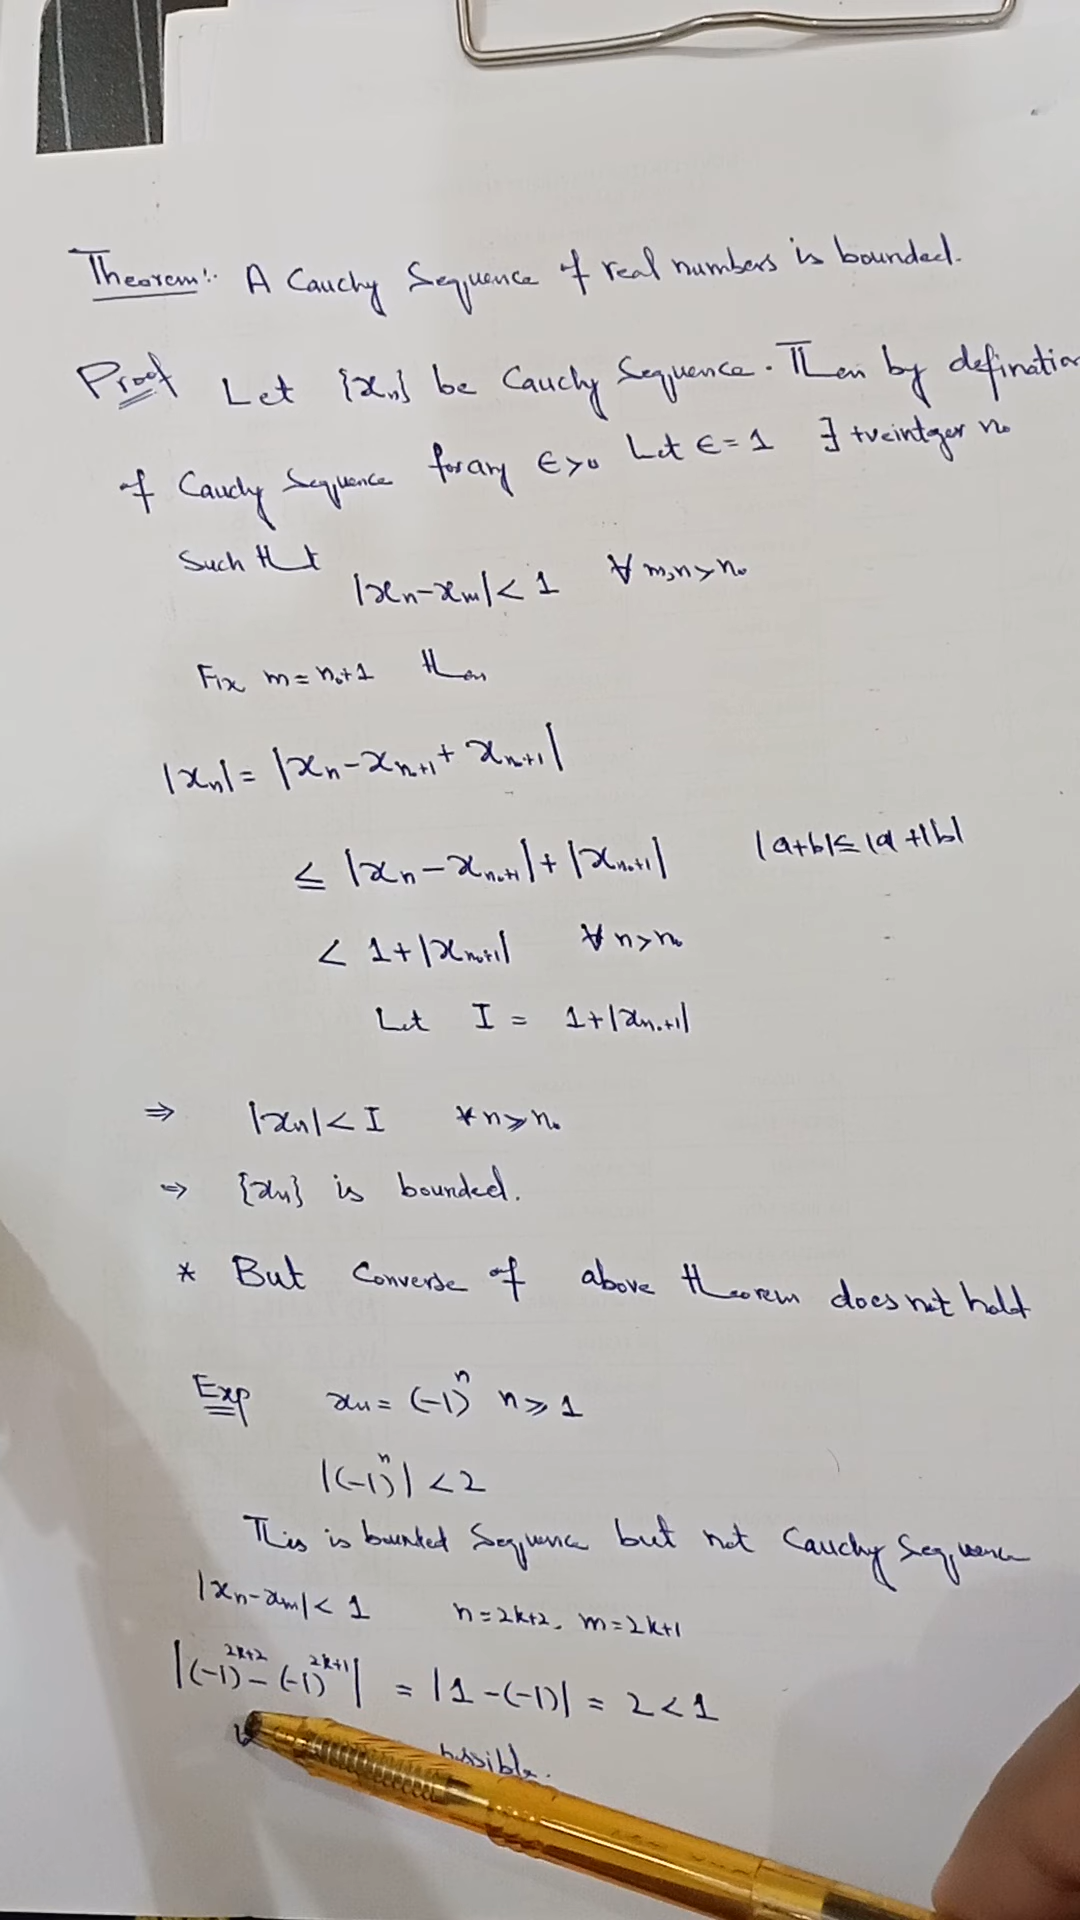 Theorem:- A Cauchy Sequence of real numbers is bounded.
Proof Let {xₙ} be Cauchy Sequence. Then by defination
of Cauchy Sequence for any ϵ>0 Let ϵ=1 ∃ +ve integer n₀
Such that
|xₙ-xₘ|< 1 ∀ m,n>n₀
Fix m = n₀+1 then
|xₙ| = |xₙ-xₙ₀₊₁+ xₙ₀₊₁|
≤ |xₙ-xₙ₀₊₁|+|xₙ₀₊₁| |a+b|≤|a|+|b|
< 1+|xₙ₀₊₁| ∀ n>n₀
Let I = 1+|xₙ₀₊₁|
⇒ |xₙ|< I ∀ n≥n₀
⇒ {xₙ} is bounded.
* But Converse of above theorem does not hold
Exp xₙ = (-1)ⁿ n≥1
|(-1)ⁿ| <2
This is bounded Sequence but not Cauchy Sequence
|xₙ-xₘ|< 1 n=2k+2, m=2k+1
|(-1)^{2k+2} - (-1)^{2k+1}| = |1-(-1)| = 2<1
possible.